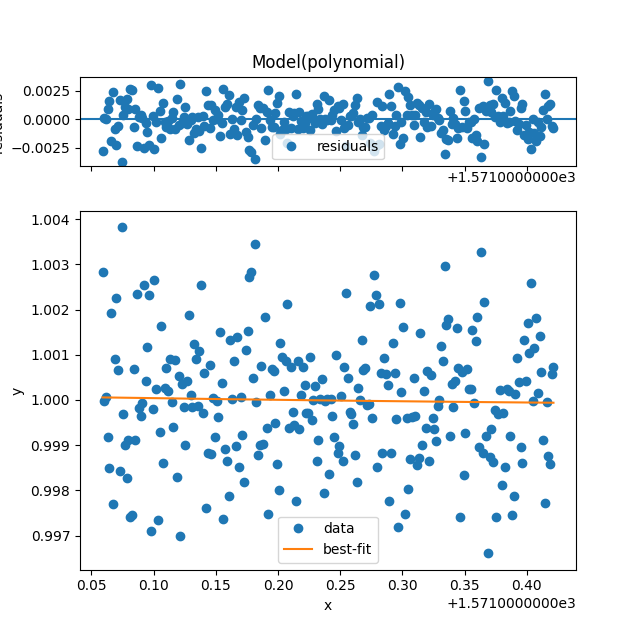 Model(polynomial)
0.0025
0.0000
−0.0025
residuals
residuals
+1.5710000000e3
1.004
1.003
1.002
1.001
1.000
0.999
0.998
0.997
y
data
best-fit
0.05 0.10 0.15 0.20 0.25 0.30 0.35 0.40
x
+1.5710000000e3